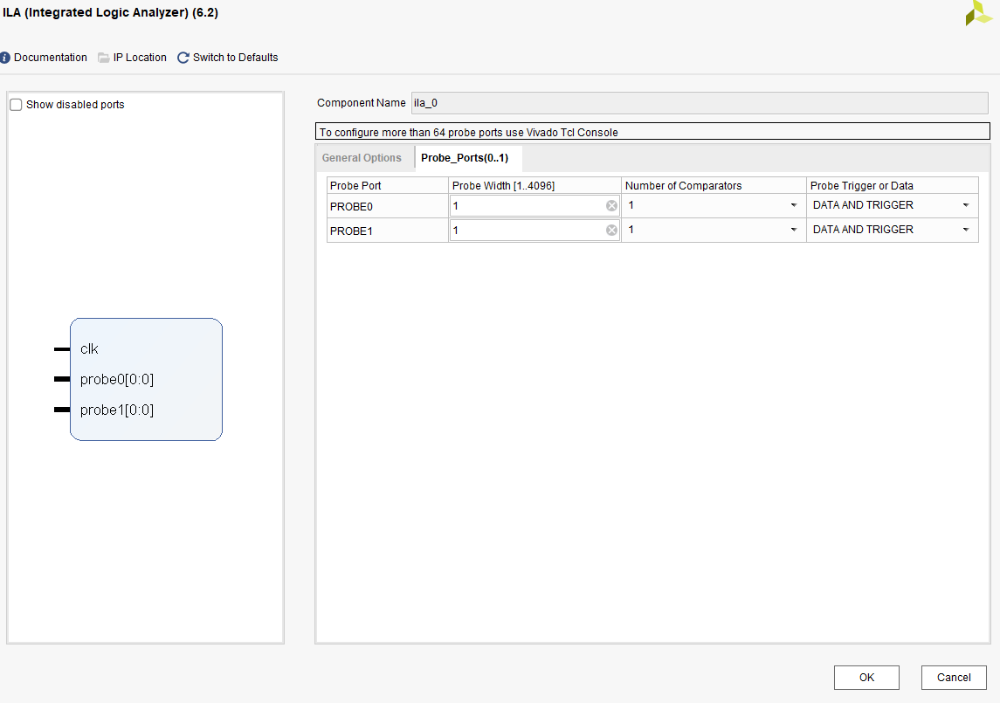 ILA (Integrated Logic Analyzer) (6.2)
Documentation IP Location Switch to Defaults
Show disabled ports
clk
probe0[0:0]
probe1[0:0]
Component Name ila_0
To configure more than 64 probe ports use Vivado Tcl Console
General Options Probe_Ports(0..1)
Probe Port Probe Width [1..4096] Number of Comparators Probe Trigger or Data
PROBE0 1 1 DATA AND TRIGGER
PROBE1 1 1 DATA AND TRIGGER
OK Cancel